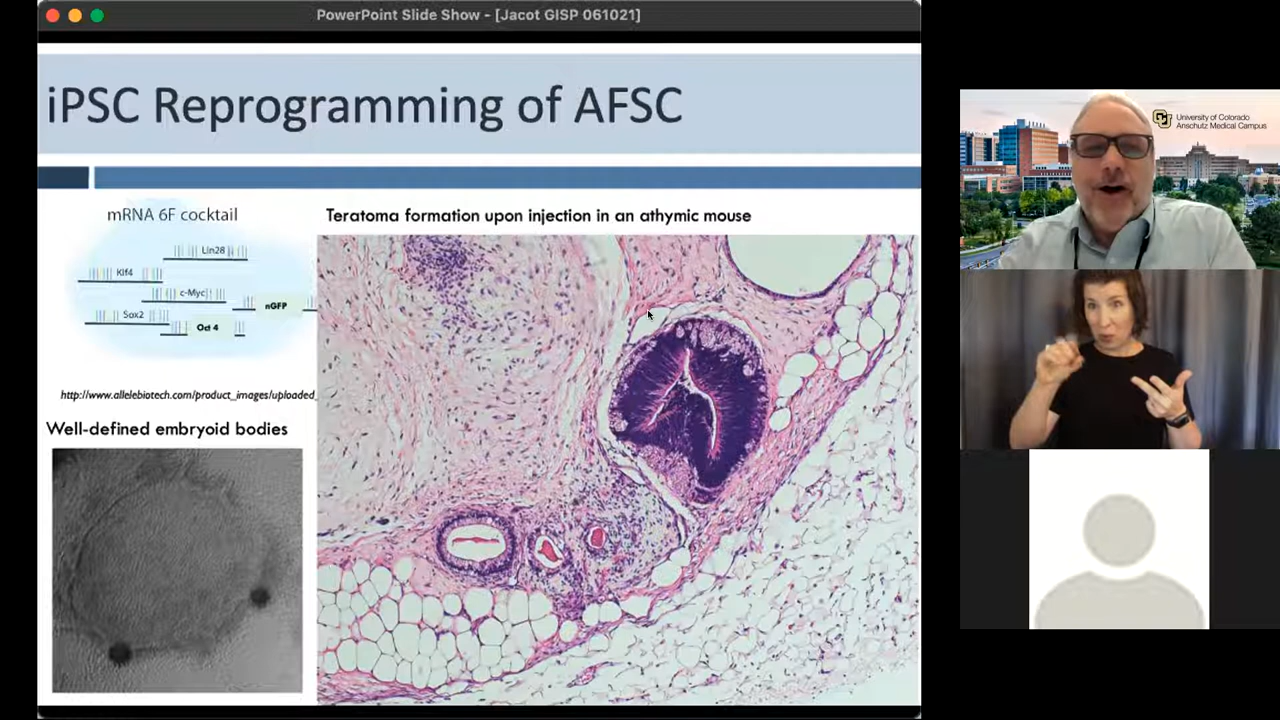 PowerPoint Slide Show - [Jacot GISP 061021]
iPSC Reprogramming of AFSC
mRNA 6F cocktail
Lin28
Klf4
c-Myc
nGFP
Sox2
Oct 4
http://www.allelebiotech.com/product_images/uploaded_
Well-defined embryoid bodies
Teratoma formation upon injection in an athymic mouse
University of Colorado
Anschutz Medical Campus